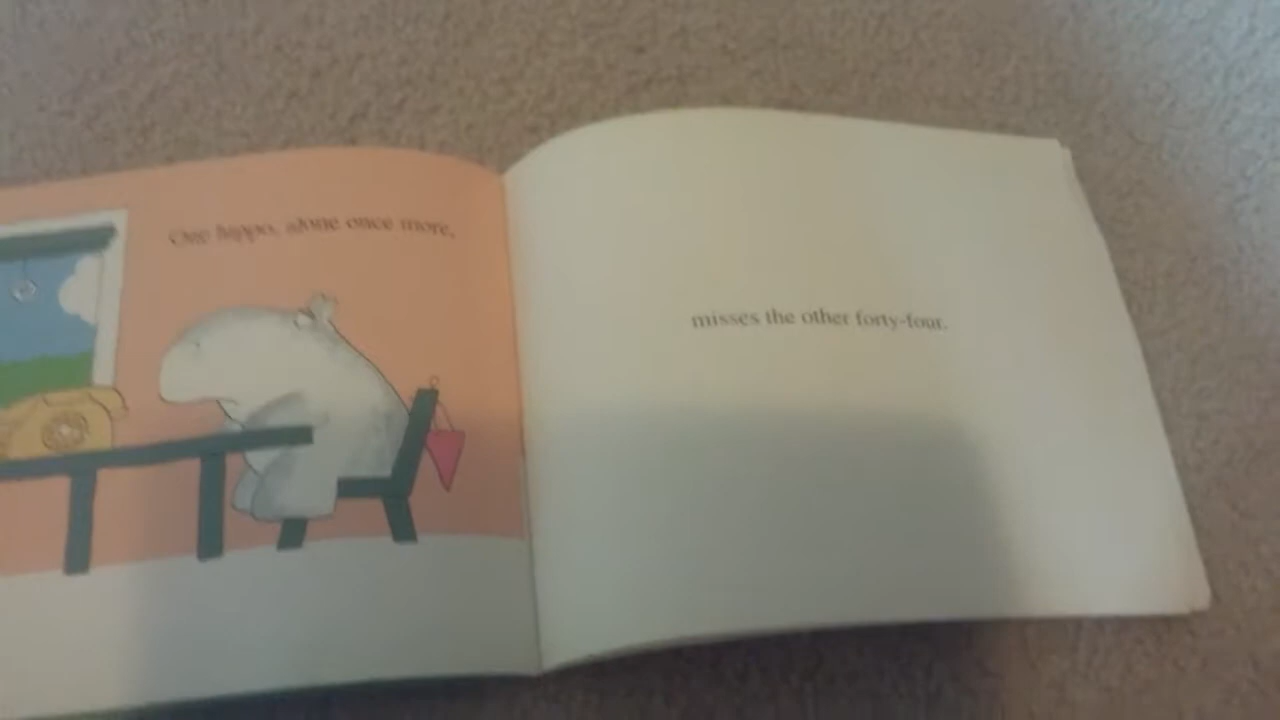 One hippo, alone once more,
misses the other forty-four.